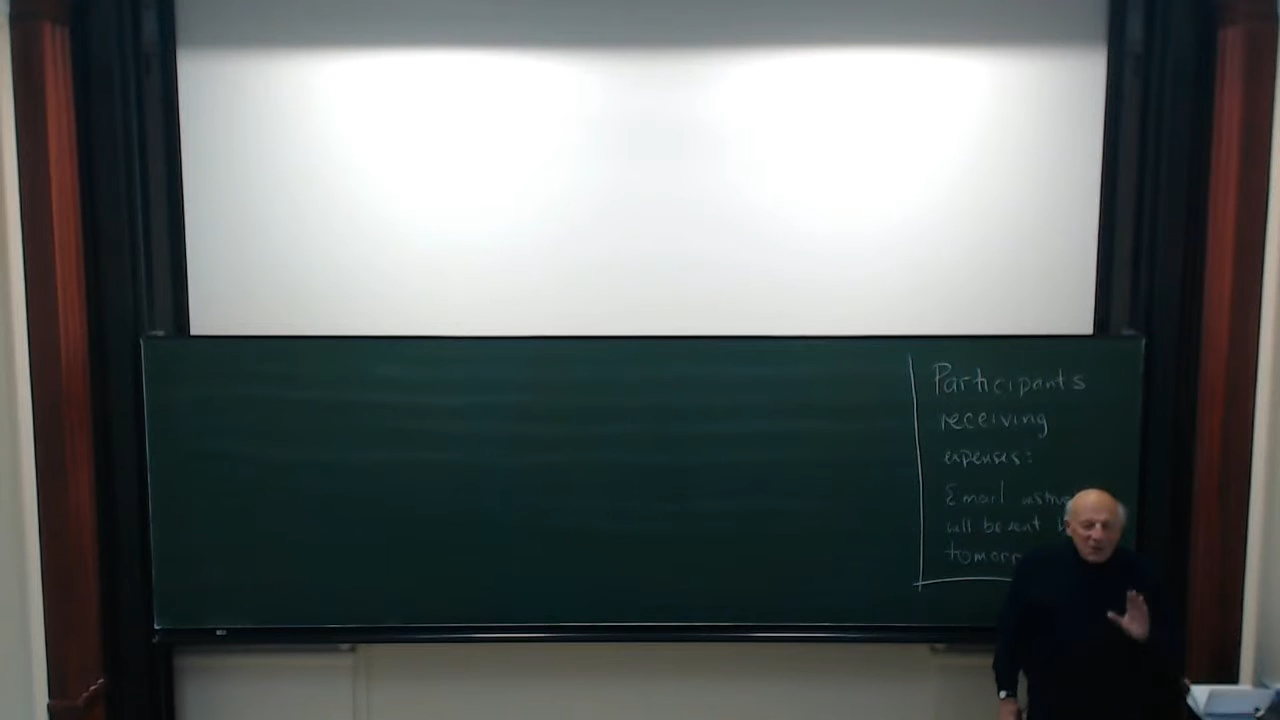 Participants
receiving
expenses:
Email
will be sent